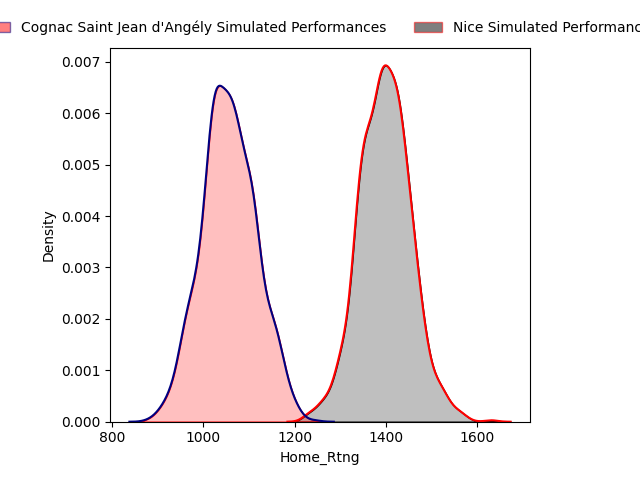 Cognac Saint Jean d'Angély Simulated Performances
Nice Simulated
0.007
0.006
0.005
0.004
0.003
0.002
0.001
0.000
Density
800 1000 1200 1400 1600
Home_Rtng